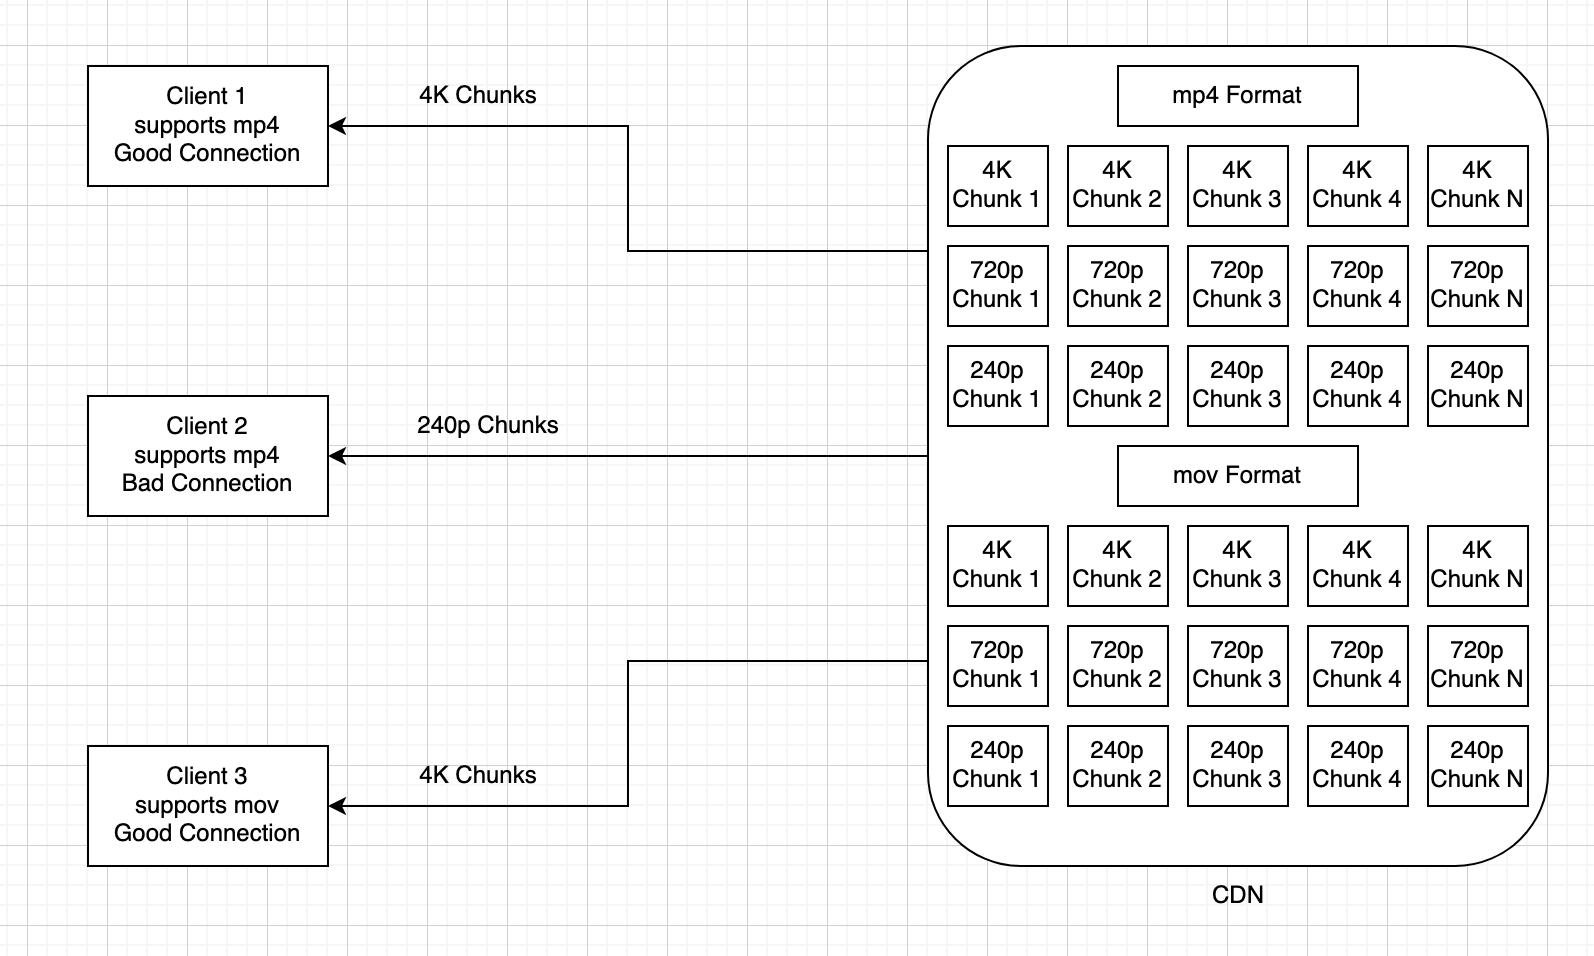 Client 1
supports mp4
Good Connection
4K Chunks
Client 2
supports mp4
Bad Connection
240p Chunks
Client 3
supports mov
Good Connection
4K Chunks
mp4 Format
4K
Chunk 1
4K
Chunk 2
4K
Chunk 3
4K
Chunk 4
4K
Chunk N
720p
Chunk 1
720p
Chunk 2
720p
Chunk 3
720p
Chunk 4
720p
Chunk N
240p
Chunk 1
240p
Chunk 2
240p
Chunk 3
240p
Chunk 4
240p
Chunk N
mov Format
4K
Chunk 1
4K
Chunk 2
4K
Chunk 3
4K
Chunk 4
4K
Chunk N
720p
Chunk 1
720p
Chunk 2
720p
Chunk 3
720p
Chunk 4
720p
Chunk N
240p
Chunk 1
240p
Chunk 2
240p
Chunk 3
240p
Chunk 4
240p
Chunk N
CDN